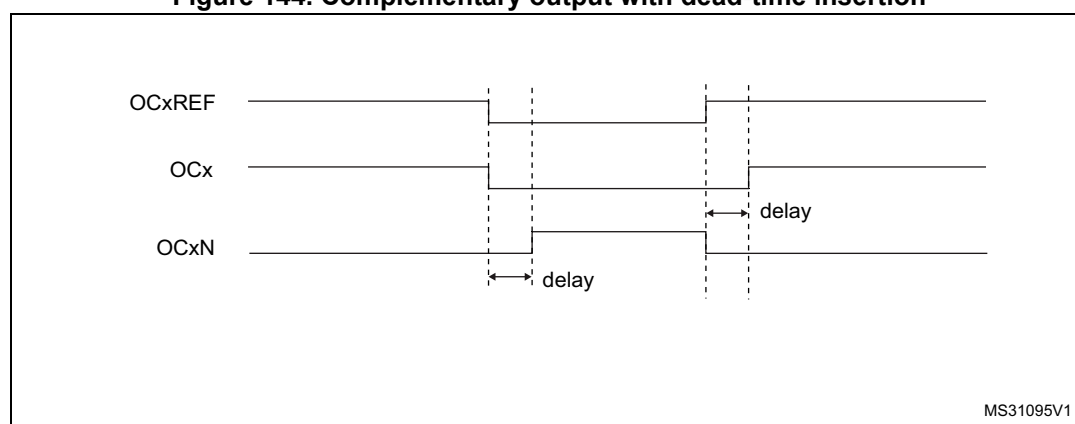 Figure 144. Complementary output with dead-time insertion
OCxREF
OCx
delay
OCxN
delay
MS31095V1